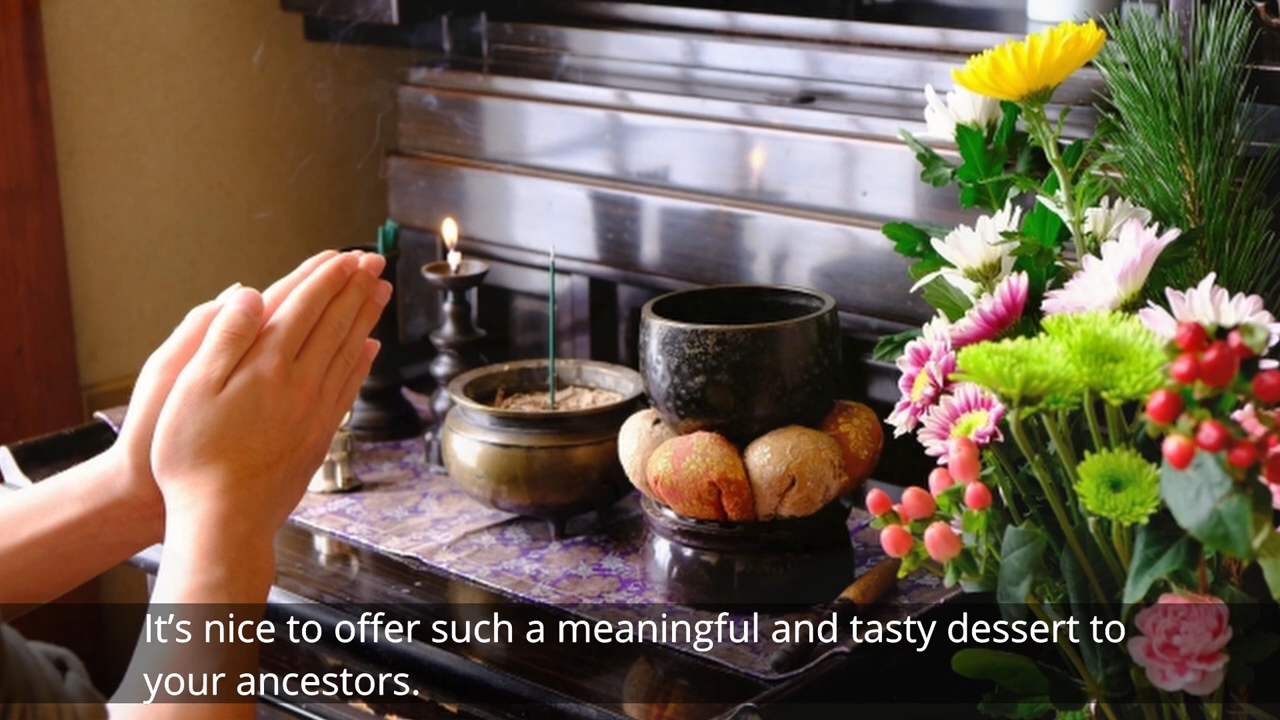 It’s nice to offer such a meaningful and tasty dessert to
your ancestors.